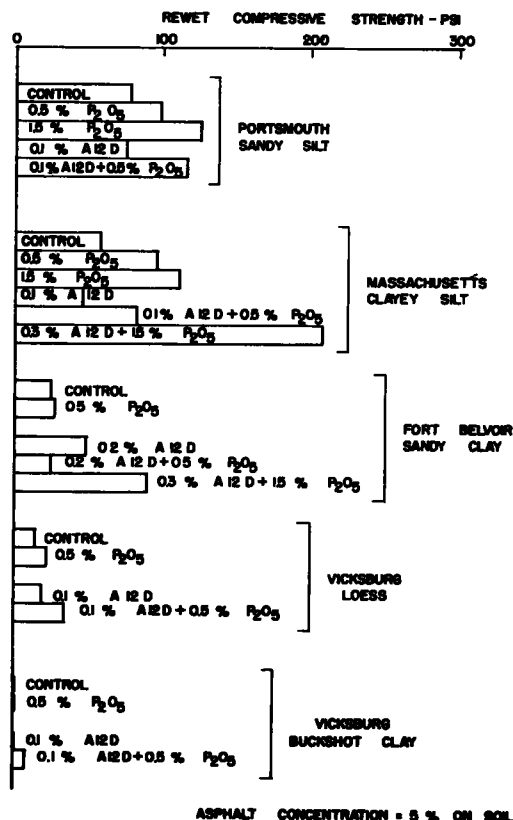 REWET COMPRESSIVE STRENGTH - PSI
0 100 200 300
CONTROL
0.5 % P2O5
1.5 % P2O5
0.1 % A12D
0.1% A12D+0.5% P2O5
PORTSMOUTH
SANDY SILT
CONTROL
0.5 % P2O5
1.5 % P2O5
0.1 % A12D
0.1% A12D+0.5 % P2O5
0.3 % A12D+1.5 % P2O5
MASSACHUSETTS
CLAYEY SILT
CONTROL
0.5 % P2O5
0.2 % A12D
0.2 % A12D+0.5 % P2O5
0.3 % A12D+1.5 % P2O5
FORT BELVOIR
SANDY CLAY
CONTROL
0.5 % P2O5
0.1 % A12D
0.1 % A12D+0.5 % P2O5
VICKSBURG
LOESS
CONTROL
0.5 % P2O5
0.1 % A12D
0.1 % A12D+0.5 % P2O5
VICKSBURG
BUCKSHOT CLAY
ASPHALT CONCENTRATION = 5 % ON SOIL